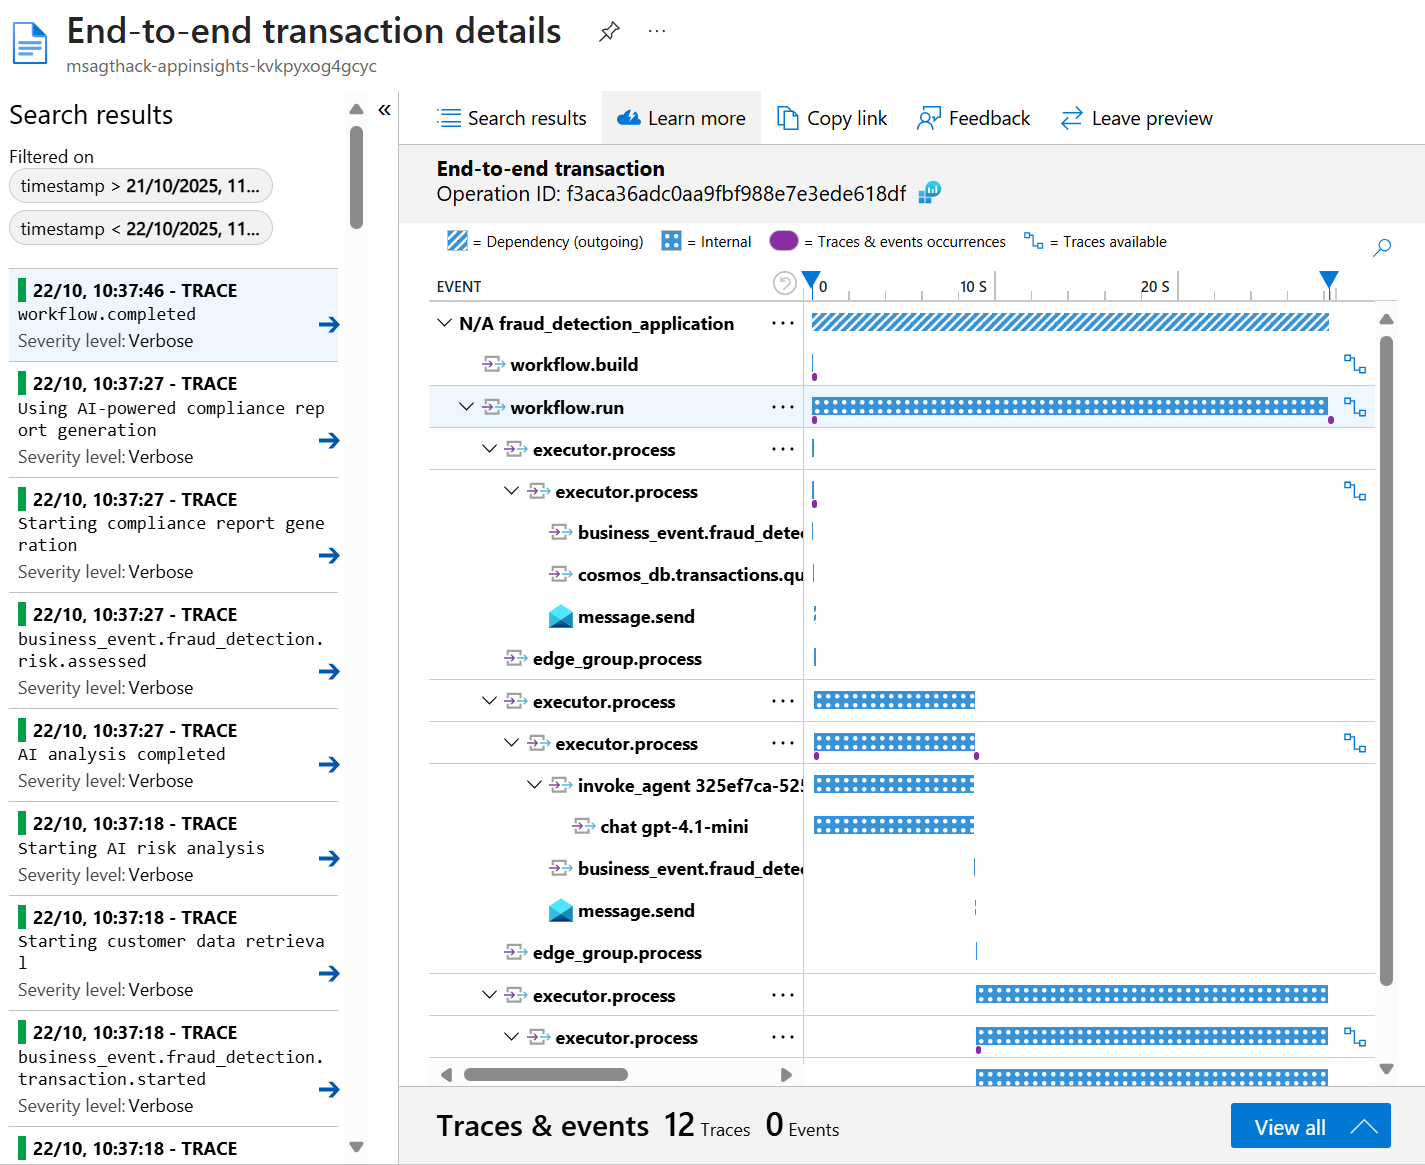 End-to-end transaction details
msagthack-appinsights-kvkpyxog4gcyc
Search results
Filtered on
timestamp > 21/10/2025, 11...
timestamp < 22/10/2025, 11...
22/10, 10:37:46 - TRACE
workflow.completed
Severity level: Verbose
22/10, 10:37:27 - TRACE
Using AI-powered compliance rep
ort generation
Severity level: Verbose
22/10, 10:37:27 - TRACE
Starting compliance report gene
ration
Severity level: Verbose
22/10, 10:37:27 - TRACE
business_event.fraud_detection.
risk.assessed
Severity level: Verbose
22/10, 10:37:27 - TRACE
AI analysis completed
Severity level: Verbose
22/10, 10:37:18 - TRACE
Starting AI risk analysis
Severity level: Verbose
22/10, 10:37:18 - TRACE
Starting customer data retrieva
l
Severity level: Verbose
22/10, 10:37:18 - TRACE
business_event.fraud_detection.
transaction.started
Severity level: Verbose
22/10, 10:37:18 - TRACE
Search results Learn more Copy link Feedback Leave preview
End-to-end transaction
Operation ID: f3aca36adc0aa9fbf988e7e3ede618df
= Dependency (outgoing) = Internal = Traces & events occurrences = Traces available
EVENT 0 10 S 20 S
N/A fraud_detection_application
workflow.build
workflow.run
executor.process
executor.process
business_event.fraud_dete
cosmos_db.transactions.qu
message.send
edge_group.process
executor.process
executor.process
invoke_agent 325ef7ca-525
chat gpt-4.1-mini
business_event.fraud_dete
message.send
edge_group.process
executor.process
executor.process
Traces & events 12 Traces 0 Events
View all